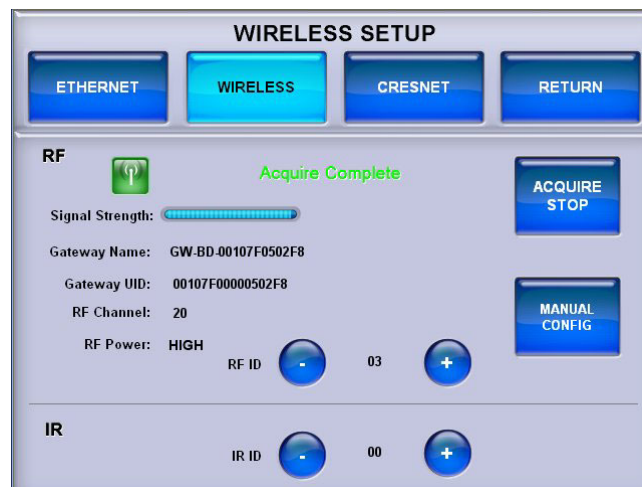 WIRELESS SETUP
ETHERNET
WIRELESS
CRESNET
RETURN
RF
Acquire Complete
ACQUIRE
STOP
Signal Strength:
Gateway Name: GW-BD-00107F0502F8
Gateway UID: 00107F00000502F8
RF Channel: 20
MANUAL
CONFIG
RF Power: HIGH
RF ID - 03 +
IR
IR ID - 00 +